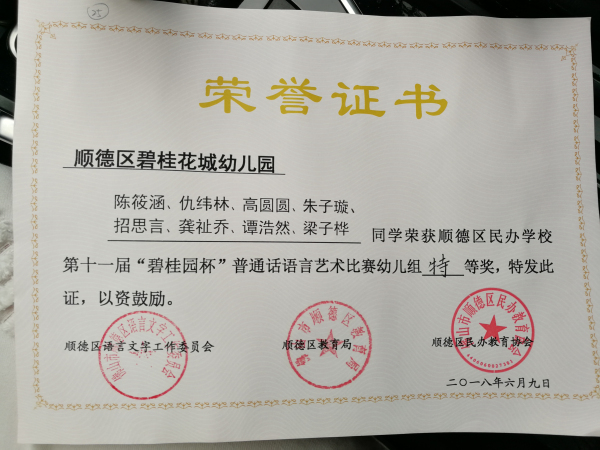 荣誉证书
顺德区碧桂花城幼儿园
陈筱涵、仇纬林、高圆圆、朱子璇、
招思言、龚祉乔、谭浩然、梁子桦
同学荣获顺德区民办学校
第十一届“碧桂园杯”普通话语言艺术比赛幼儿组特等奖，特发此
证，以资鼓励。
顺德区语言文字工作委员会
顺德区教育局
顺德区民办教育协会
二〇一八年六月九日